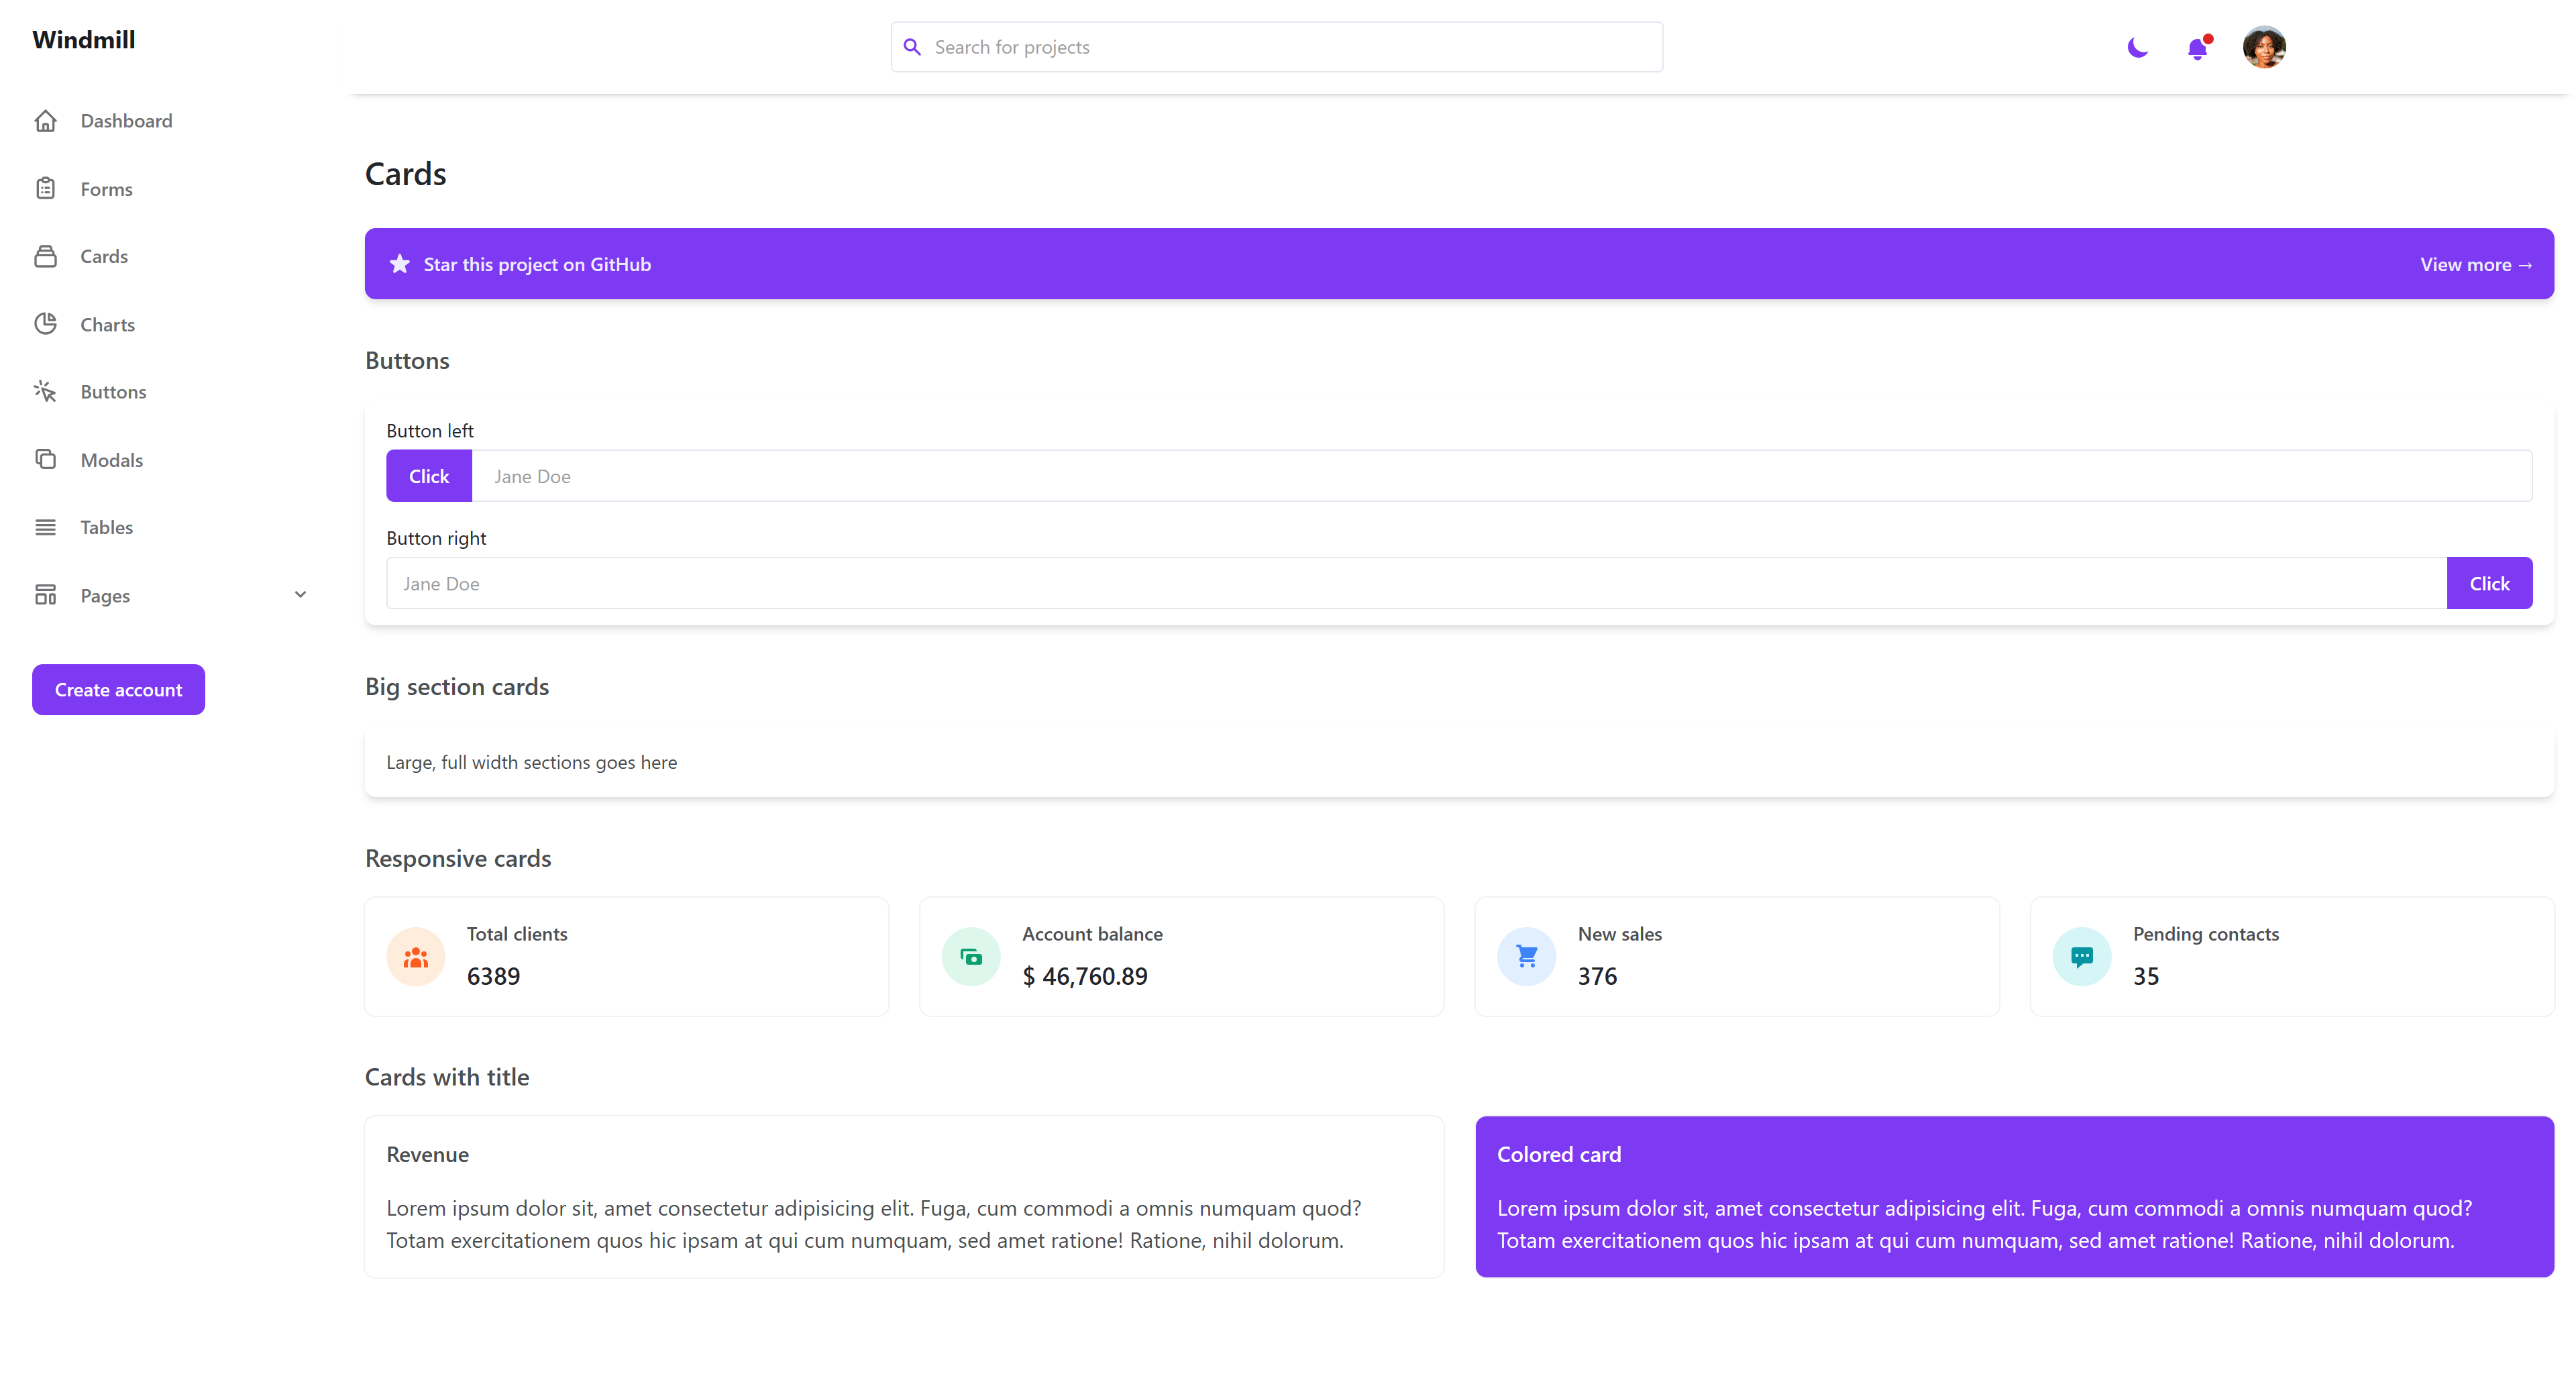 Windmill
Search for projects
Dashboard
Forms
Cards
Charts
Buttons
Modals
Tables
Pages
Create account
Cards
Star this project on GitHub
View more →
Buttons
Button left
Click
Jane Doe
Button right
Jane Doe
Click
Big section cards
Large, full width sections goes here
Responsive cards
Total clients
6389
Account balance
$ 46,760.89
New sales
376
Pending contacts
35
Cards with title
Revenue
Lorem ipsum dolor sit, amet consectetur adipisicing elit. Fuga, cum commodi a omnis numquam quod?
Totam exercitationem quos hic ipsam at qui cum numquam, sed amet ratione! Ratione, nihil dolorum.
Colored card
Lorem ipsum dolor sit, amet consectetur adipisicing elit. Fuga, cum commodi a omnis numquam quod?
Totam exercitationem quos hic ipsam at qui cum numquam, sed amet ratione! Ratione, nihil dolorum.